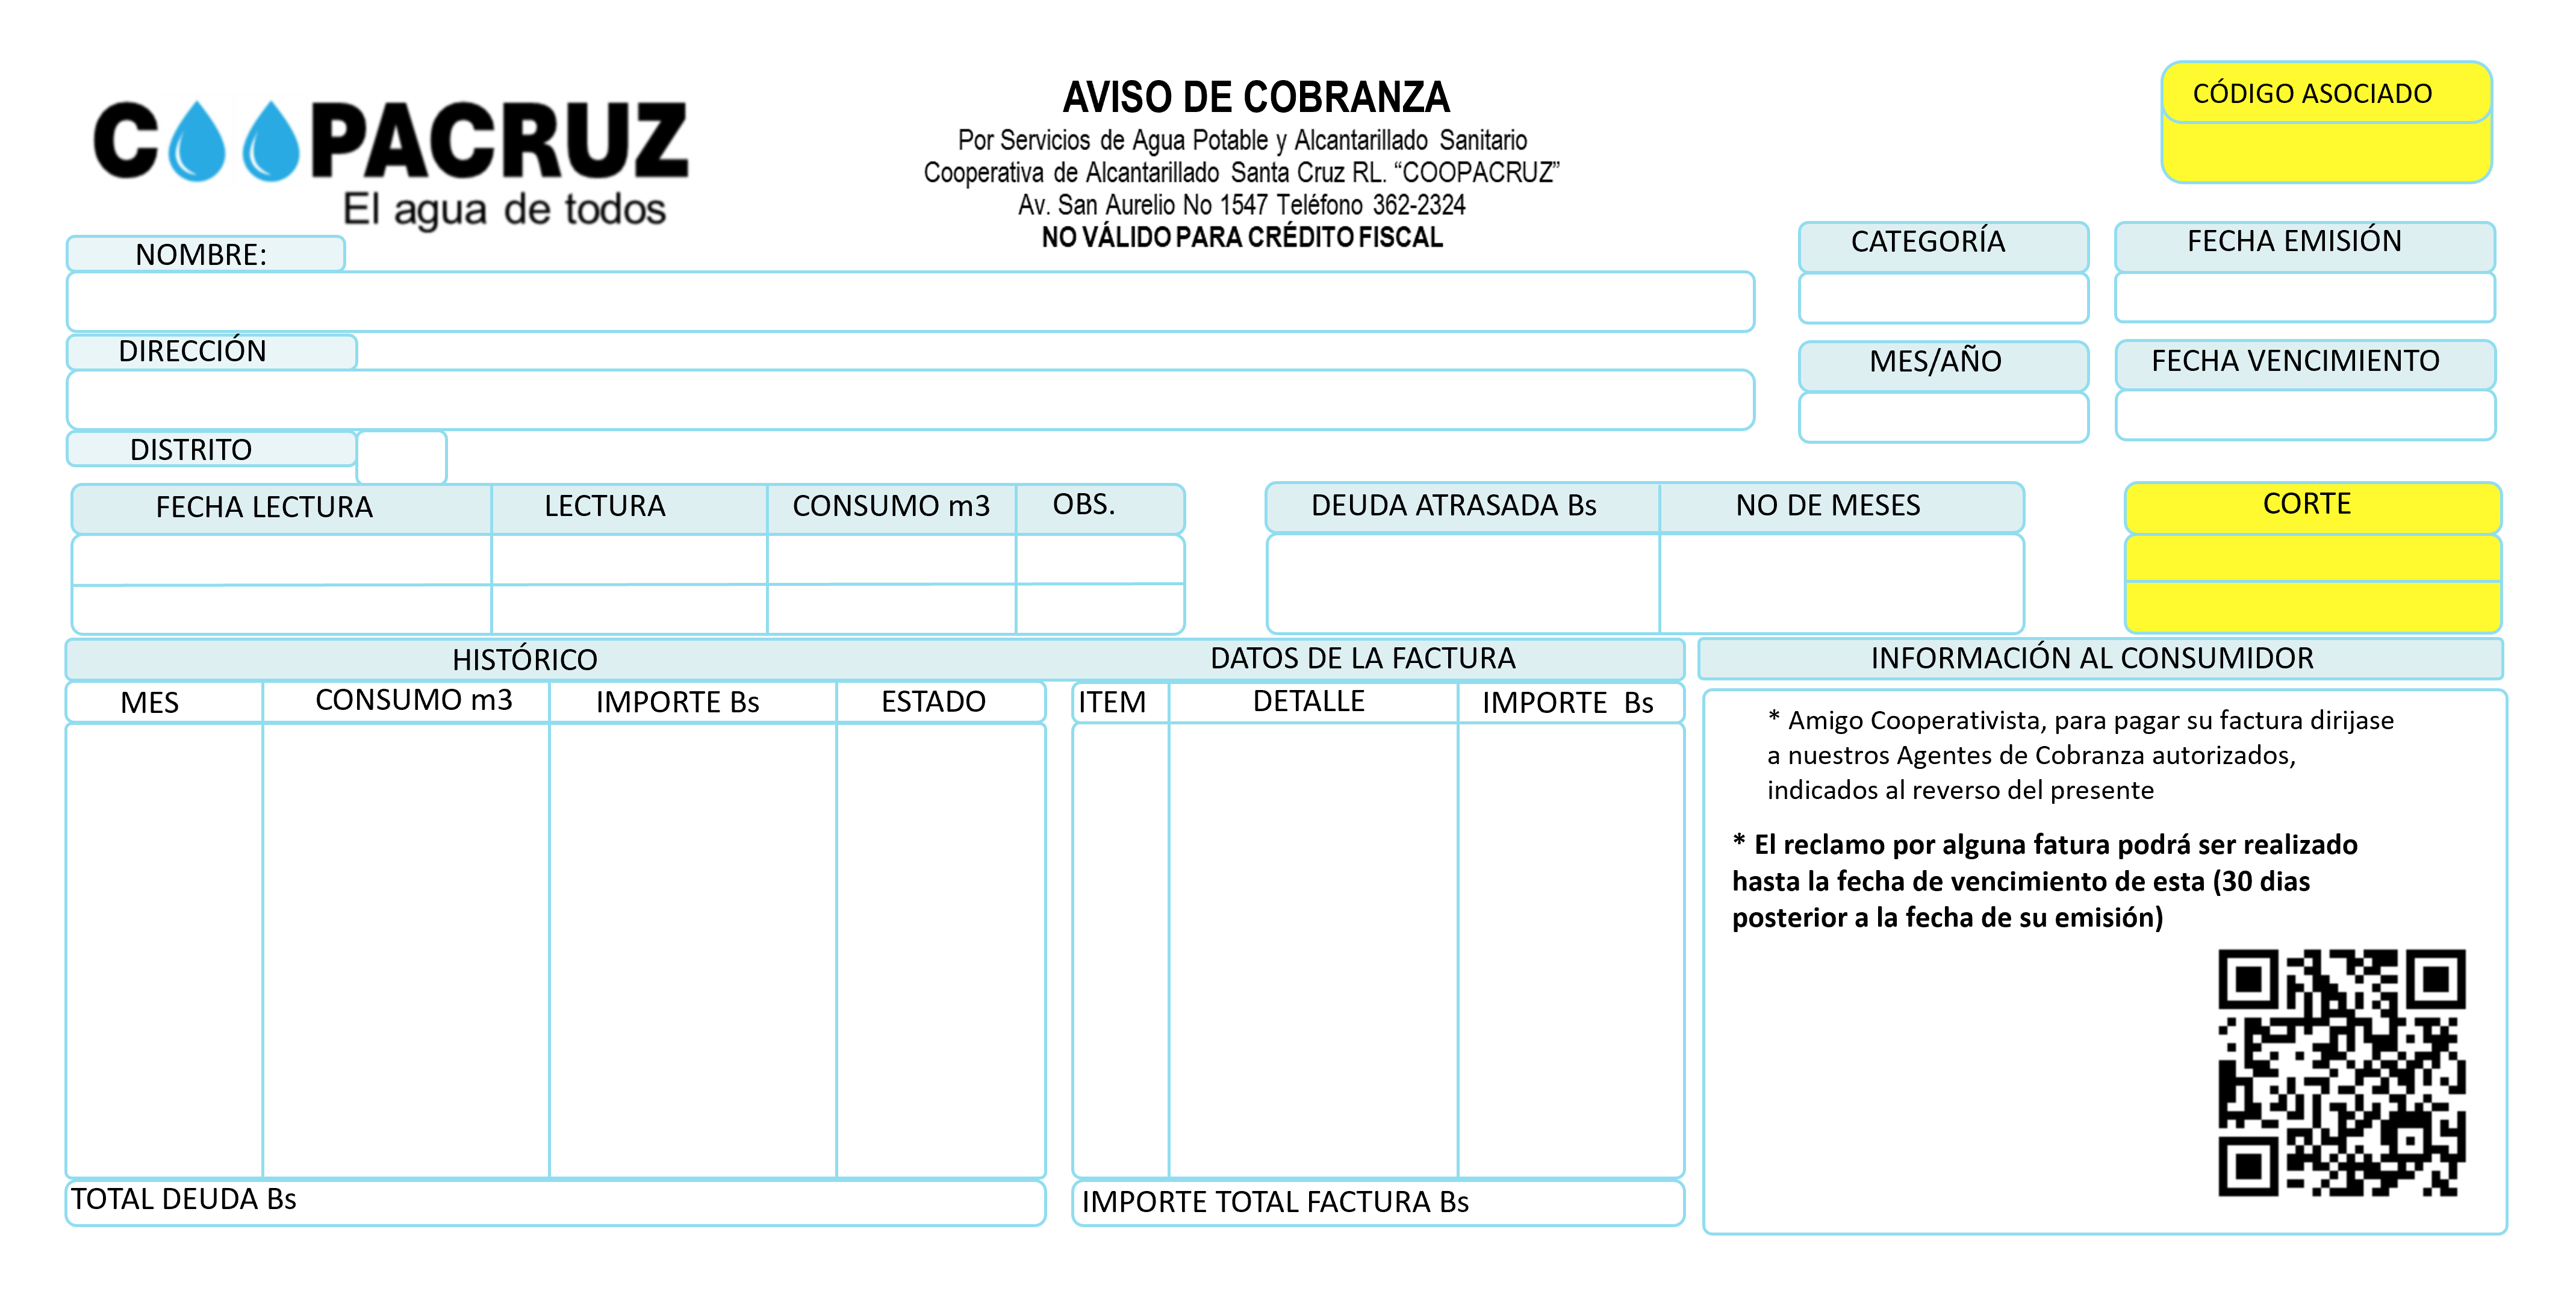 COOPACRUZ
El agua de todos
AVISO DE COBRANZA
Por Servicios de Agua Potable y Alcantarillado Sanitario
Cooperativa de Alcantarillado Santa Cruz RL. “COOPACRUZ”
Av. San Aurelio No 1547 Teléfono 362-2324
NO VÁLIDO PARA CRÉDITO FISCAL
CÓDIGO ASOCIADO
NOMBRE:
CATEGORÍA
FECHA EMISIÓN
DIRECCIÓN
MES/AÑO
FECHA VENCIMIENTO
DISTRITO
FECHA LECTURA LECTURA CONSUMO m3 OBS.
DEUDA ATRASADA Bs NO DE MESES
CORTE
HISTÓRICO
DATOS DE LA FACTURA
INFORMACIÓN AL CONSUMIDOR
MES CONSUMO m3 IMPORTE Bs ESTADO
ITEM DETALLE IMPORTE Bs
* Amigo Cooperativista, para pagar su factura dirijase
a nuestros Agentes de Cobranza autorizados,
indicados al reverso del presente
* El reclamo por alguna fatura podrá ser realizado
hasta la fecha de vencimiento de esta (30 dias
posterior a la fecha de su emisión)
TOTAL DEUDA Bs
IMPORTE TOTAL FACTURA Bs